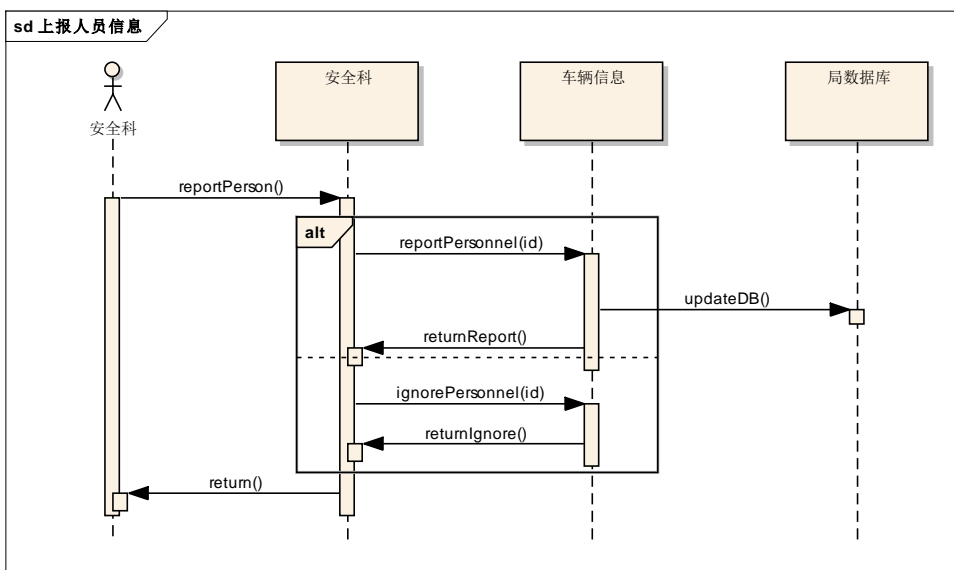 sd 上报人员信息
安全科
安全科
车辆信息
局数据库
reportPerson()
alt
reportPersonnel(id)
updateDB()
returnReport()
ignorePersonnel(id)
returnIgnore()
return()